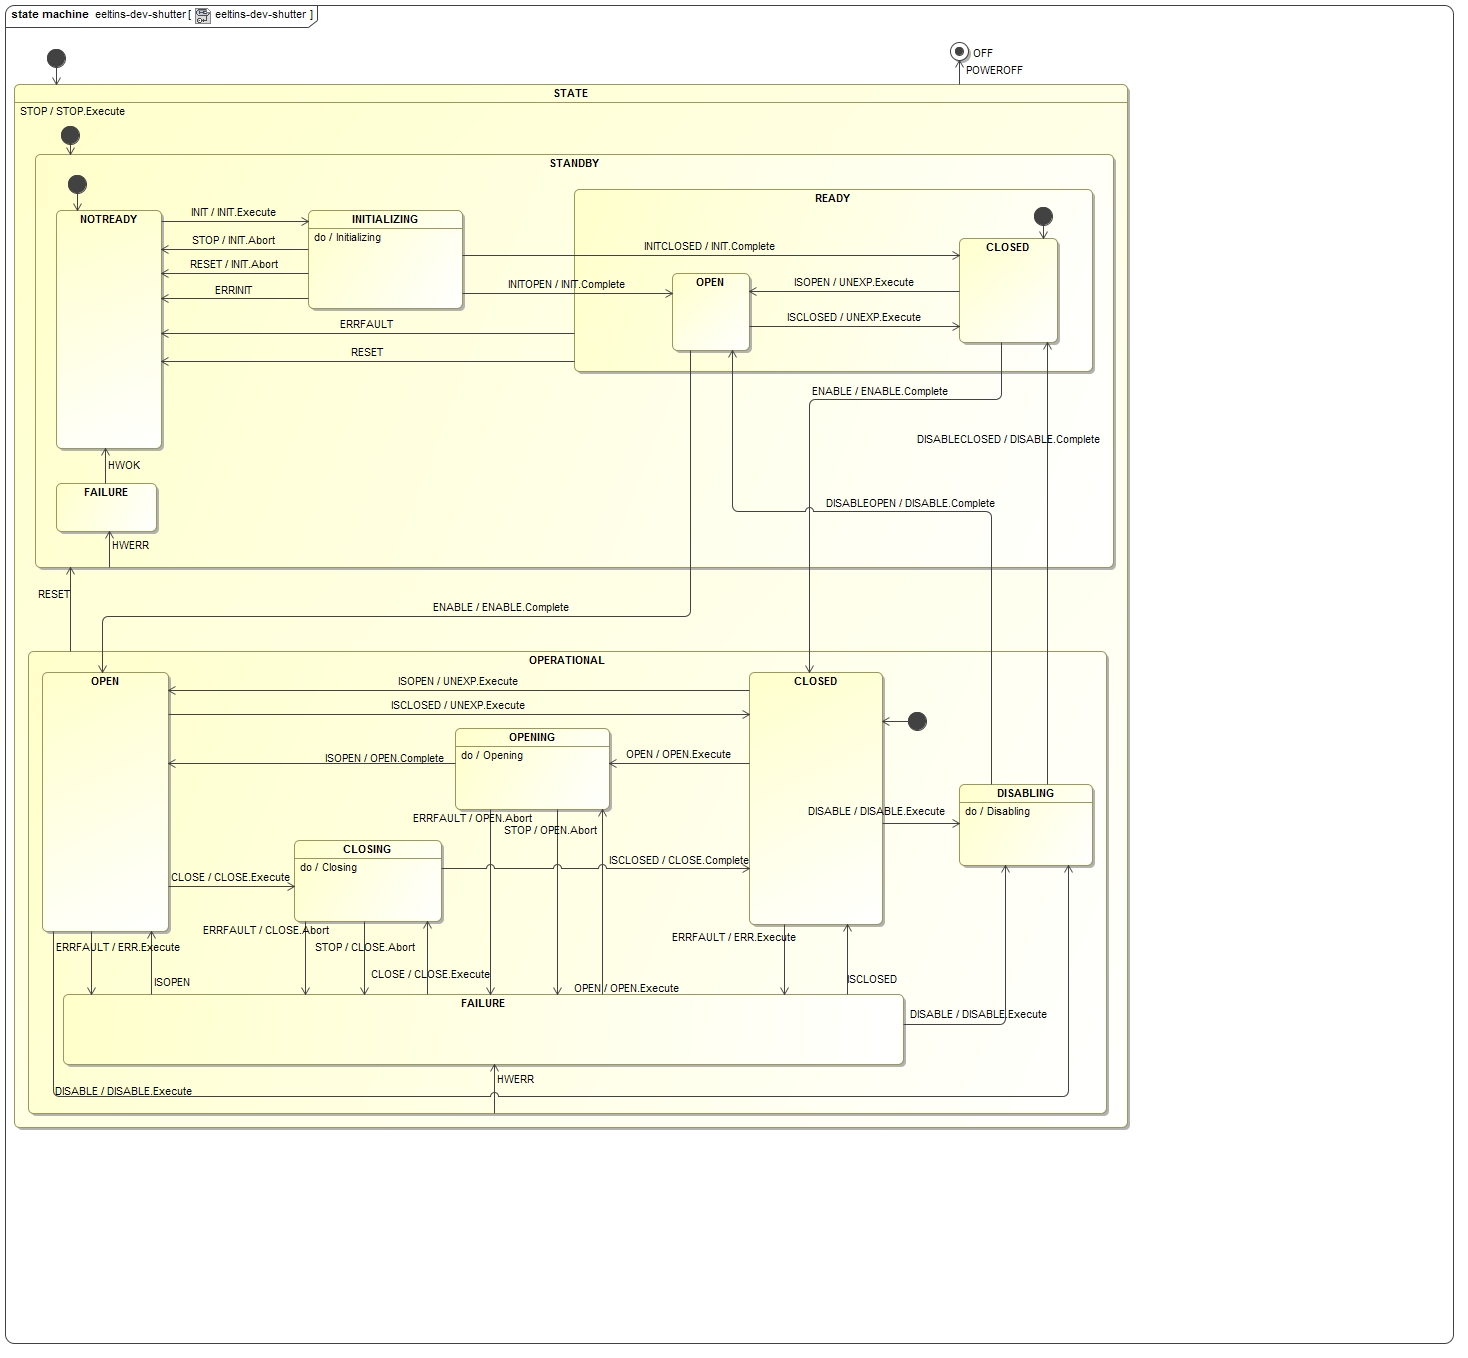 state machine eeltins-dev-shutter [ eeltins-dev-shutter ]
OFF
POWEROFF
STATE
STOP / STOP.Execute
STANDBY
READY
NOTREADY
INIT / INIT.Execute
INITIALIZING
do / Initializing
STOP / INIT.Abort
RESET / INIT.Abort
ERRINIT
INITCLOSED / INIT.Complete
CLOSED
INITOPEN / INIT.Complete
OPEN
ISOPEN / UNEXP.Execute
ISCLOSED / UNEXP.Execute
ERRFAULT
RESET
ENABLE / ENABLE.Complete
DISABLECLOSED / DISABLE.Complete
HWOK
FAILURE
DISABLEOPEN / DISABLE.Complete
HWERR
RESET
ENABLE / ENABLE.Complete
OPERATIONAL
OPEN
ISOPEN / UNEXP.Execute
CLOSED
ISCLOSED / UNEXP.Execute
OPENING
do / Opening
ISOPEN / OPEN.Complete
OPEN / OPEN.Execute
DISABLING
do / Disabling
DISABLE / DISABLE.Execute
ERRFAULT / OPEN.Abort
STOP / OPEN.Abort
CLOSING
do / Closing
ISCLOSED / CLOSE.Complete
CLOSE / CLOSE.Execute
ERRFAULT / CLOSE.Abort
ERRFAULT / ERR.Execute
STOP / CLOSE.Abort
ERRFAULT / ERR.Execute
CLOSE / CLOSE.Execute
ISOPEN
OPEN / OPEN.Execute
ISCLOSED
FAILURE
DISABLE / DISABLE.Execute
HWERR
DISABLE / DISABLE.Execute